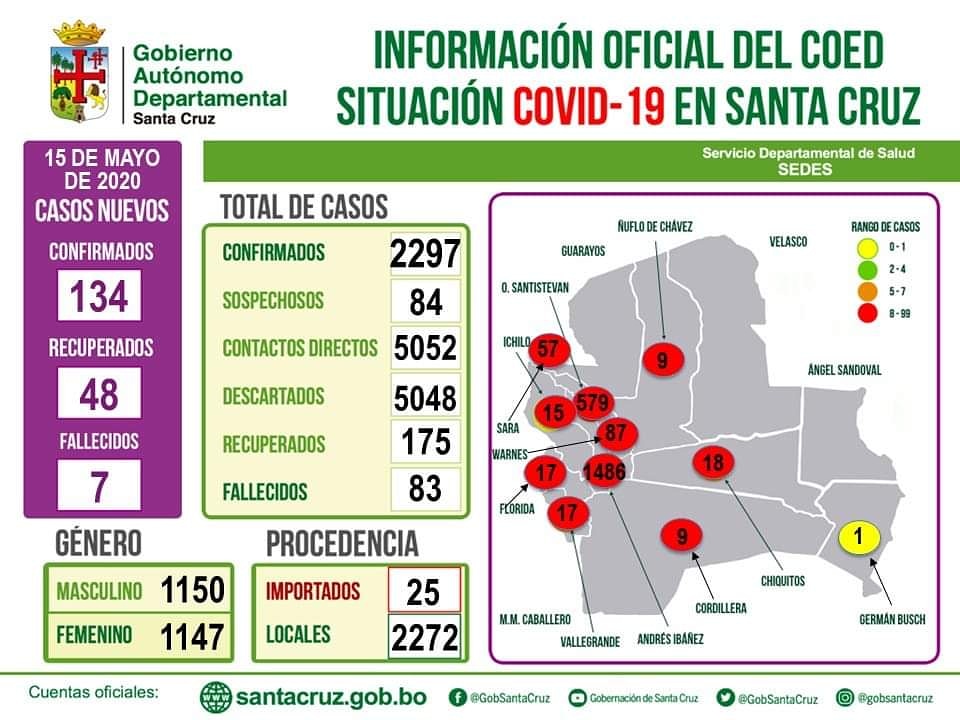 Gobierno
Autónomo
Departamental
Santa Cruz
INFORMACIÓN OFICIAL DEL COED
SITUACIÓN COVID-19 EN SANTA CRUZ
Servicio Departamental de Salud
SEDES
15 DE MAYO
DE 2020
CASOS NUEVOS
CONFIRMADOS
134
RECUPERADOS
48
FALLECIDOS
7
TOTAL DE CASOS
CONFIRMADOS 2297
SOSPECHOSOS 84
CONTACTOS DIRECTOS 5052
DESCARTADOS 5048
RECUPERADOS 175
FALLECIDOS 83
GÉNERO
MASCULINO 1150
FEMENINO 1147
PROCEDENCIA
IMPORTADOS 25
LOCALES 2272
ÑUFLO DE CHÁVEZ
GUARAYOS
VELASCO
RANGO DE CASOS
0 - 1
2 - 4
5 - 7
8 - 99
O. SANTISTEVAN
ICHILO
57
9
ÁNGEL SANDOVAL
15
579
SARA
87
WARNES
17
1486
18
FLORIDA
17
9
1
CHIQUITOS
CORDILLERA
M.M. CABALLERO
VALLEGRANDE
ANDRÉS IBÁÑEZ
GERMÁN BUSCH
Cuentas oficiales:
santacruz.gob.bo
@GobSantaCruz
Gobernación de Santa Cruz
@GobSantaCruz
@gobsantacruz